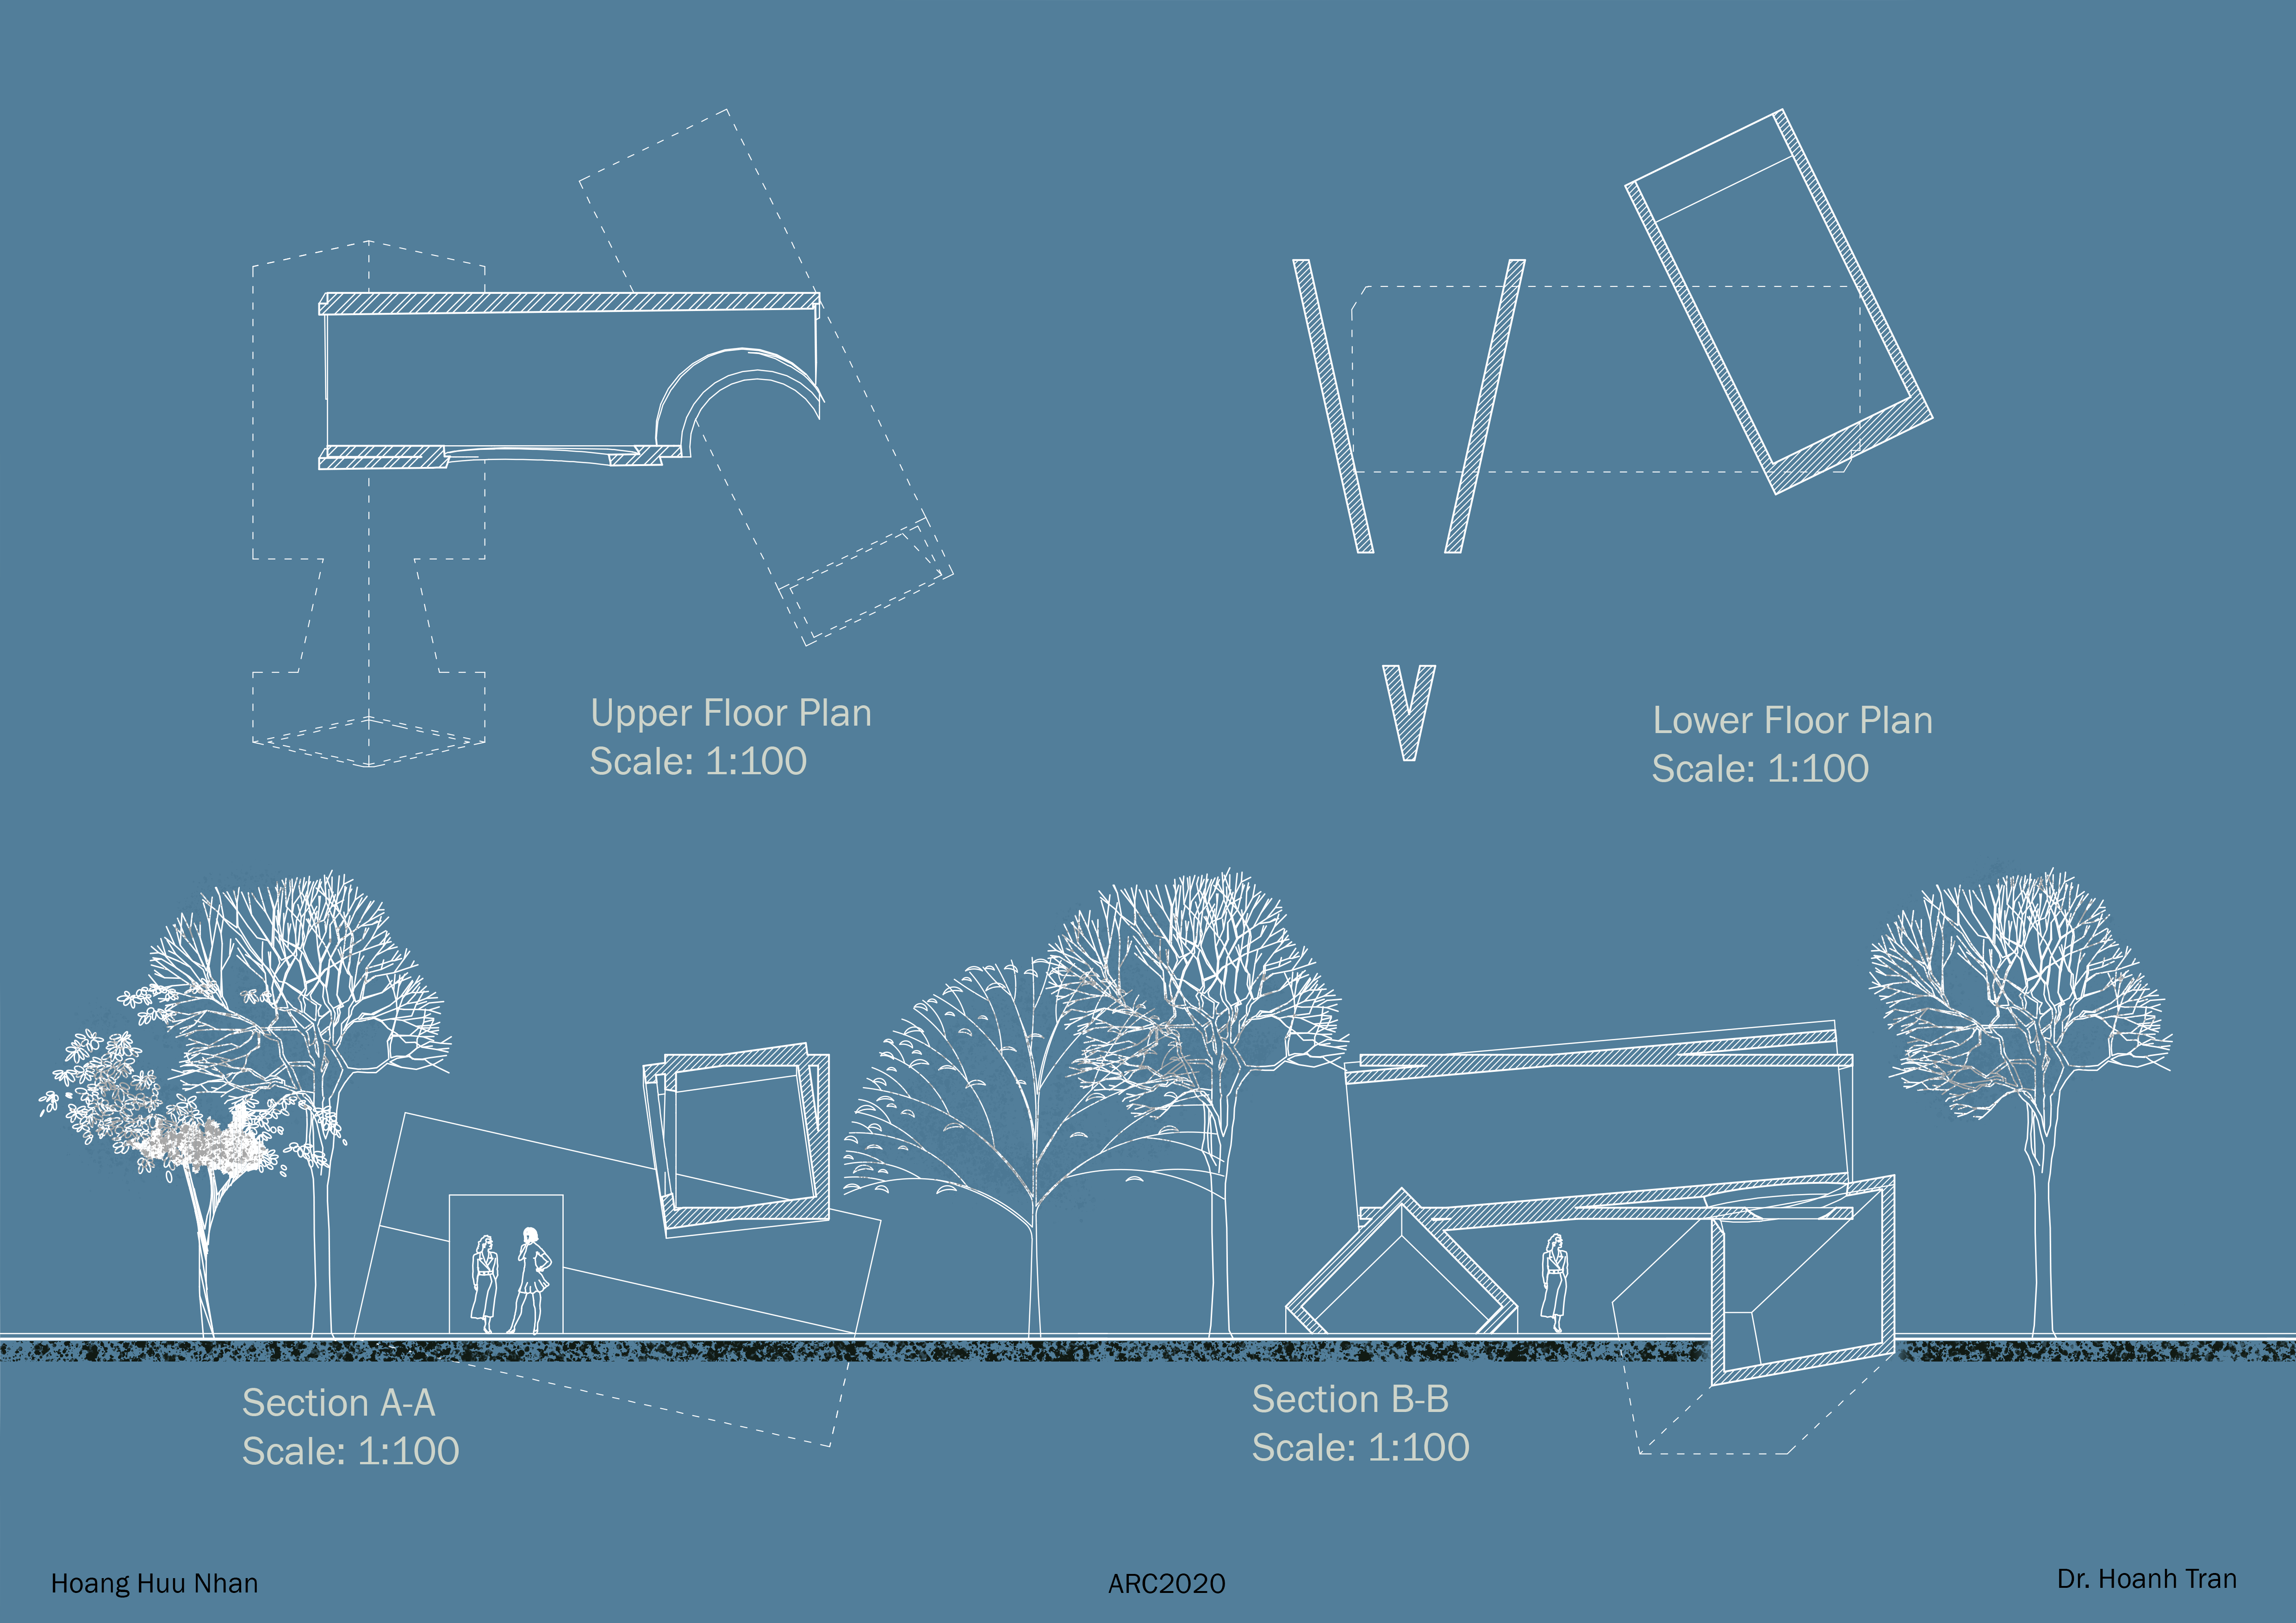 Upper Floor Plan
Scale: 1:100
Lower Floor Plan
Scale: 1:100
Section A-A
Scale: 1:100
Section B-B
Scale: 1:100
Hoang Huu Nhan
ARC2020
Dr. Hoanh Tran